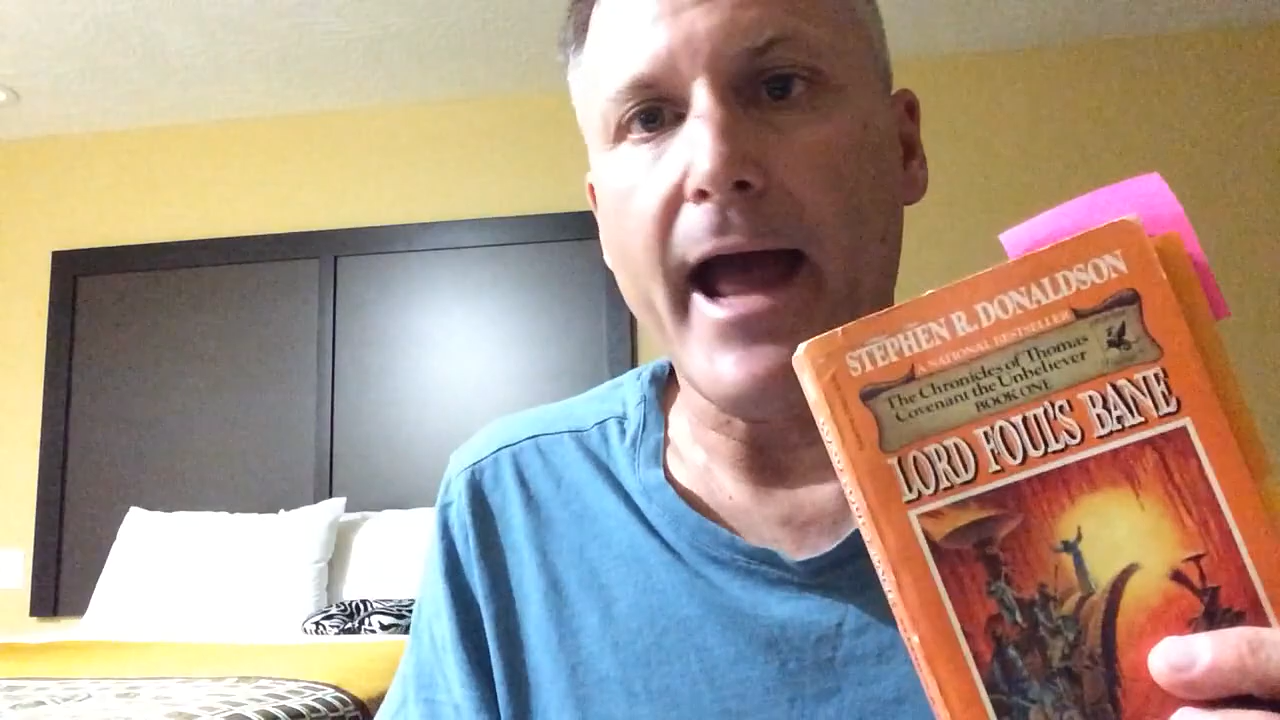 STEPHEN R. DONALDSON
A NATIONAL BESTSELLER
The Chronicles of Thomas
Covenant the Unbeliever
BOOK ONE
LORD FOUL'S BANE